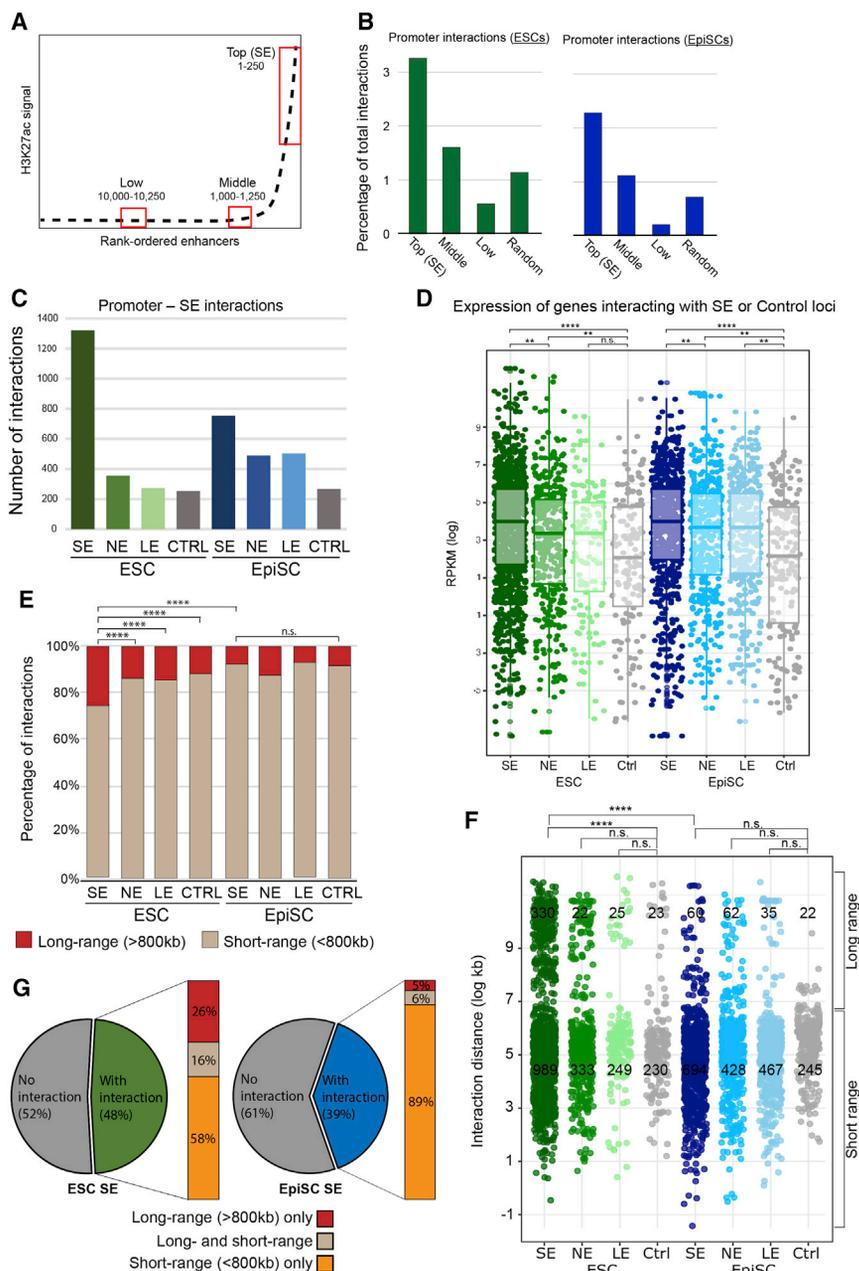 A
Top (SE)
1-250
H3K27ac signal
Low
10,000-10,250
Middle
1,000-1,250
Rank-ordered enhancers
B
Promoter interactions (ESCs)
Promoter interactions (EpiSCs)
Percentage of total interactions
3
2
1
0
Top (SE)
Middle
Low
Random
Top (SE)
Middle
Low
Random
C
Promoter – SE interactions
Number of interactions
1400
1200
1000
800
600
400
200
0
SE NE LE CTRL SE NE LE CTRL
ESC EpiSC
D
Expression of genes interacting with SE or Control loci
**** ****
** **
** n.s. ** **
RPKM (log)
9
7
5
3
1
-1
-3
-5
SE NE LE Ctrl SE NE LE Ctrl
ESC EpiSC
E
****
****
****
****
n.s.
Percentage of interactions
100%
80%
60%
40%
20%
0%
SE NE LE CTRL SE NE LE CTRL
ESC EpiSC
Long-range (>800kb) Short-range (<800kb)
F
****
**** n.s.
n.s. n.s.
n.s. n.s.
Interaction distance (log kb)
9
7
5
3
1
-1
330 22 25 23 60 62 35 22
989 333 249 230 694 428 467 245
Long range
Short range
SE NE LE Ctrl SE NE LE Ctrl
ESC EpiSC
G
No
interaction
(52%)
With
interaction
(48%)
26%
16%
58%
ESC SE
No
interaction
(61%)
With
interaction
(39%)
5%
6%
89%
EpiSC SE
Long-range (>800kb) only
Long- and short-range
Short-range (<800kb) only